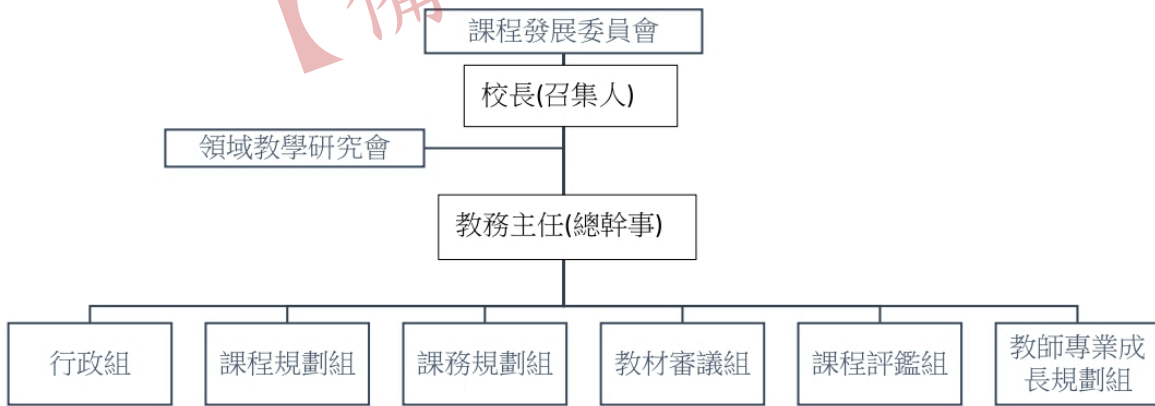 【備
課程發展委員會
校長(召集人)
領域教學研究會
教務主任(總幹事)
行政組
課程規劃組
課務規劃組
教材審議組
課程評鑑組
教師專業成
長規劃組